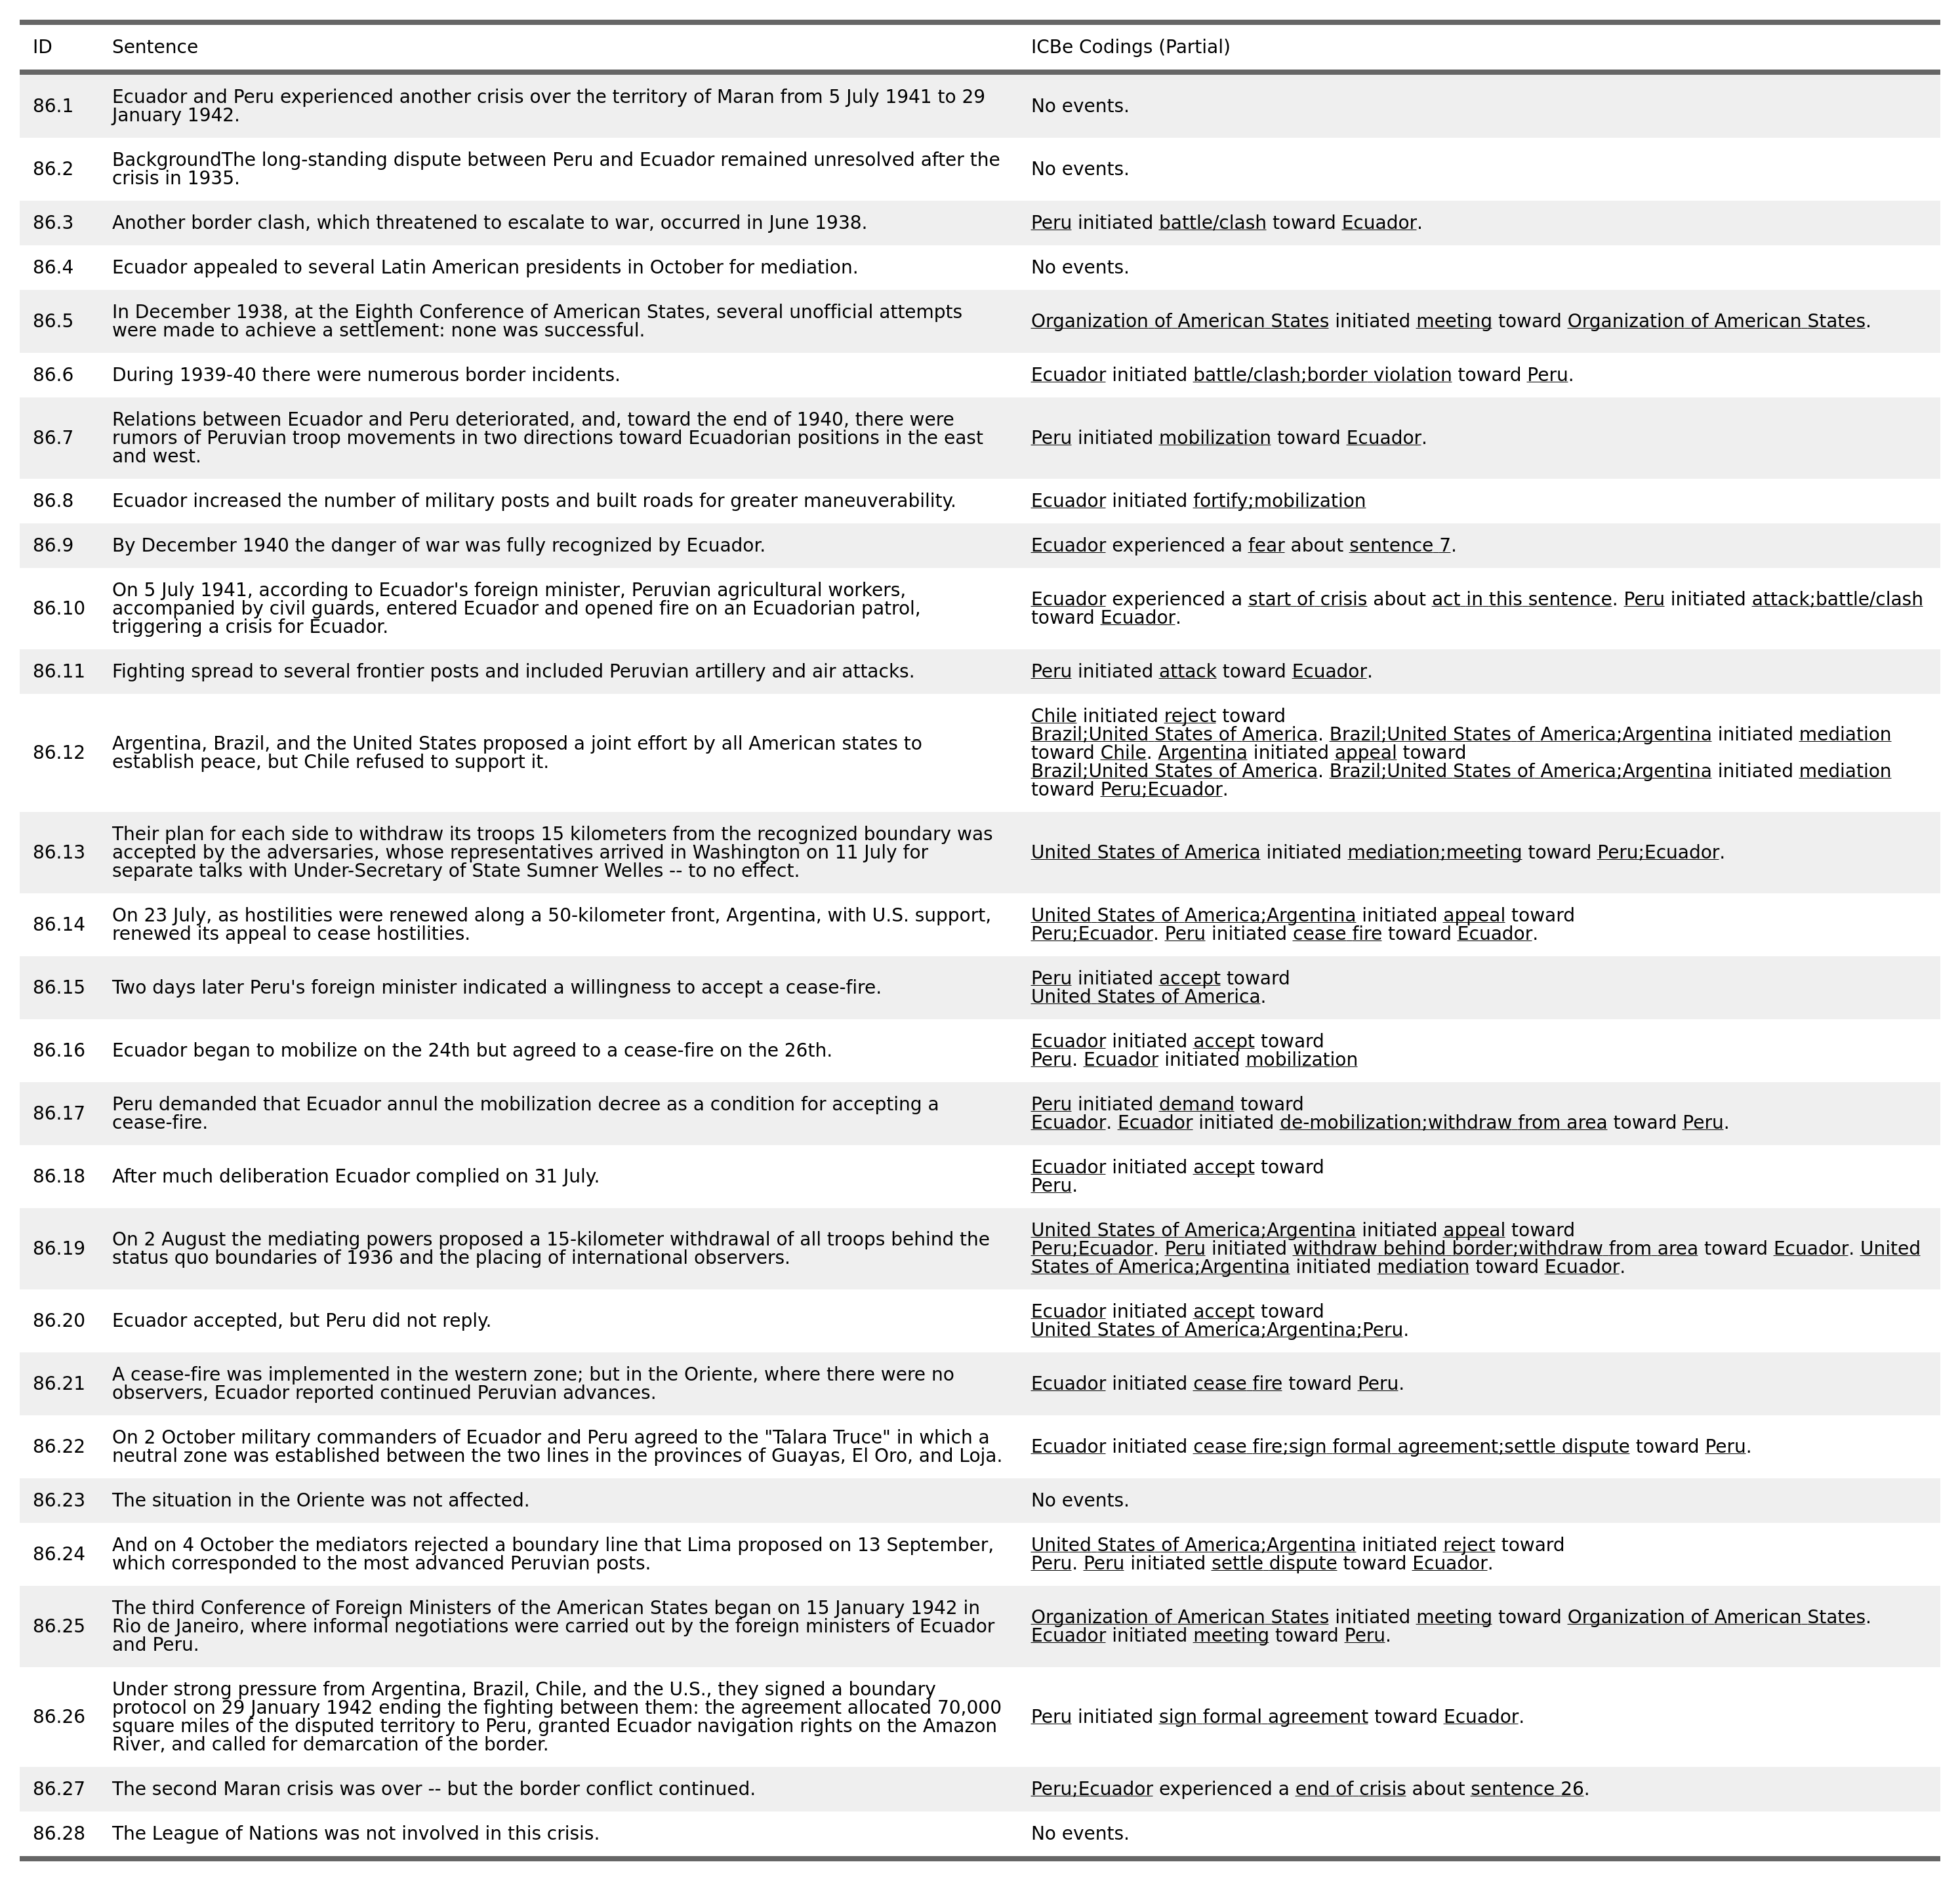 ID Sentence ICBe Codings (Partial)
86.1 Ecuador and Peru experienced another crisis over the territory of Maran from 5 July 1941 to 29
January 1942. No events.
86.2 BackgroundThe long-standing dispute between Peru and Ecuador remained unresolved after the
crisis in 1935. No events.
86.3 Another border clash, which threatened to escalate to war, occurred in June 1938. Peru initiated battle/clash toward Ecuador.
86.4 Ecuador appealed to several Latin American presidents in October for mediation. No events.
86.5 In December 1938, at the Eighth Conference of American States, several unofficial attempts
were made to achieve a settlement: none was successful. Organization of American States initiated meeting toward Organization of American States.
86.6 During 1939-40 there were numerous border incidents. Ecuador initiated battle/clash;border violation toward Peru.
86.7 Relations between Ecuador and Peru deteriorated, and, toward the end of 1940, there were
rumors of Peruvian troop movements in two directions toward Ecuadorian positions in the east
and west. Peru initiated mobilization toward Ecuador.
86.8 Ecuador increased the number of military posts and built roads for greater maneuverability. Ecuador initiated fortify;mobilization
86.9 By December 1940 the danger of war was fully recognized by Ecuador. Ecuador experienced a fear about sentence 7.
86.10 On 5 July 1941, according to Ecuador's foreign minister, Peruvian agricultural workers,
accompanied by civil guards, entered Ecuador and opened fire on an Ecuadorian patrol,
triggering a crisis for Ecuador.
Ecuador experienced a start of crisis about act in this sentence. Peru initiated attack;battle/clash
toward Ecuador.
86.11 Fighting spread to several frontier posts and included Peruvian artillery and air attacks. Peru initiated attack toward Ecuador.
86.12 Argentina, Brazil, and the United States proposed a joint effort by all American states to
establish peace, but Chile refused to support it.
Chile initiated reject toward
Brazil;United States of America. Brazil;United States of America;Argentina initiated mediation
toward Chile. Argentina initiated appeal toward
Brazil;United States of America. Brazil;United States of America;Argentina initiated mediation
toward Peru;Ecuador.
86.13 Their plan for each side to withdraw its troops 15 kilometers from the recognized boundary was
accepted by the adversaries, whose representatives arrived in Washington on 11 July for
separate talks with Under-Secretary of State Sumner Welles -- to no effect.
United States of America initiated mediation;meeting toward Peru;Ecuador.
86.14 On 23 July, as hostilities were renewed along a 50-kilometer front, Argentina, with U.S. support,
renewed its appeal to cease hostilities.
United States of America;Argentina initiated appeal toward
Peru;Ecuador. Peru initiated cease fire toward Ecuador.
86.15 Two days later Peru's foreign minister indicated a willingness to accept a cease-fire.
Peru initiated accept toward
United States of America.
86.16 Ecuador began to mobilize on the 24th but agreed to a cease-fire on the 26th.
Ecuador initiated accept toward
Peru. Ecuador initiated mobilization
86.17 Peru demanded that Ecuador annul the mobilization decree as a condition for accepting a
cease-fire.
Peru initiated demand toward
Ecuador. Ecuador initiated de-mobilization;withdraw from area toward Peru.
86.18 After much deliberation Ecuador complied on 31 July.
Ecuador initiated accept toward
Peru.
86.19 On 2 August the mediating powers proposed a 15-kilometer withdrawal of all troops behind the
status quo boundaries of 1936 and the placing of international observers.
United States of America;Argentina initiated appeal toward
Peru;Ecuador. Peru initiated withdraw behind border;withdraw from area toward Ecuador. United
States of America;Argentina initiated mediation toward Ecuador.
86.20 Ecuador accepted, but Peru did not reply.
Ecuador initiated accept toward
United States of America;Argentina;Peru.
86.21 A cease-fire was implemented in the western zone; but in the Oriente, where there were no
observers, Ecuador reported continued Peruvian advances.
Ecuador initiated cease fire toward Peru.
86.22 On 2 October military commanders of Ecuador and Peru agreed to the "Talara Truce" in which a
neutral zone was established between the two lines in the provinces of Guayas, El Oro, and Loja.
Ecuador initiated cease fire;sign formal agreement;settle dispute toward Peru.
86.23 The situation in the Oriente was not affected. No events.
86.24 And on 4 October the mediators rejected a boundary line that Lima proposed on 13 September,
which corresponded to the most advanced Peruvian posts.
United States of America;Argentina initiated reject toward
Peru. Peru initiated settle dispute toward Ecuador.
86.25 The third Conference of Foreign Ministers of the American States began on 15 January 1942 in
Rio de Janeiro, where informal negotiations were carried out by the foreign ministers of Ecuador
and Peru.
Organization of American States initiated meeting toward Organization of American States.
Ecuador initiated meeting toward Peru.
86.26 Under strong pressure from Argentina, Brazil, Chile, and the U.S., they signed a boundary
protocol on 29 January 1942 ending the fighting between them: the agreement allocated 70,000
square miles of the disputed territory to Peru, granted Ecuador navigation rights on the Amazon
River, and called for demarcation of the border.
Peru initiated sign formal agreement toward Ecuador.
86.27 The second Maran crisis was over -- but the border conflict continued. Peru;Ecuador experienced a end of crisis about sentence 26.
86.28 The League of Nations was not involved in this crisis. No events.